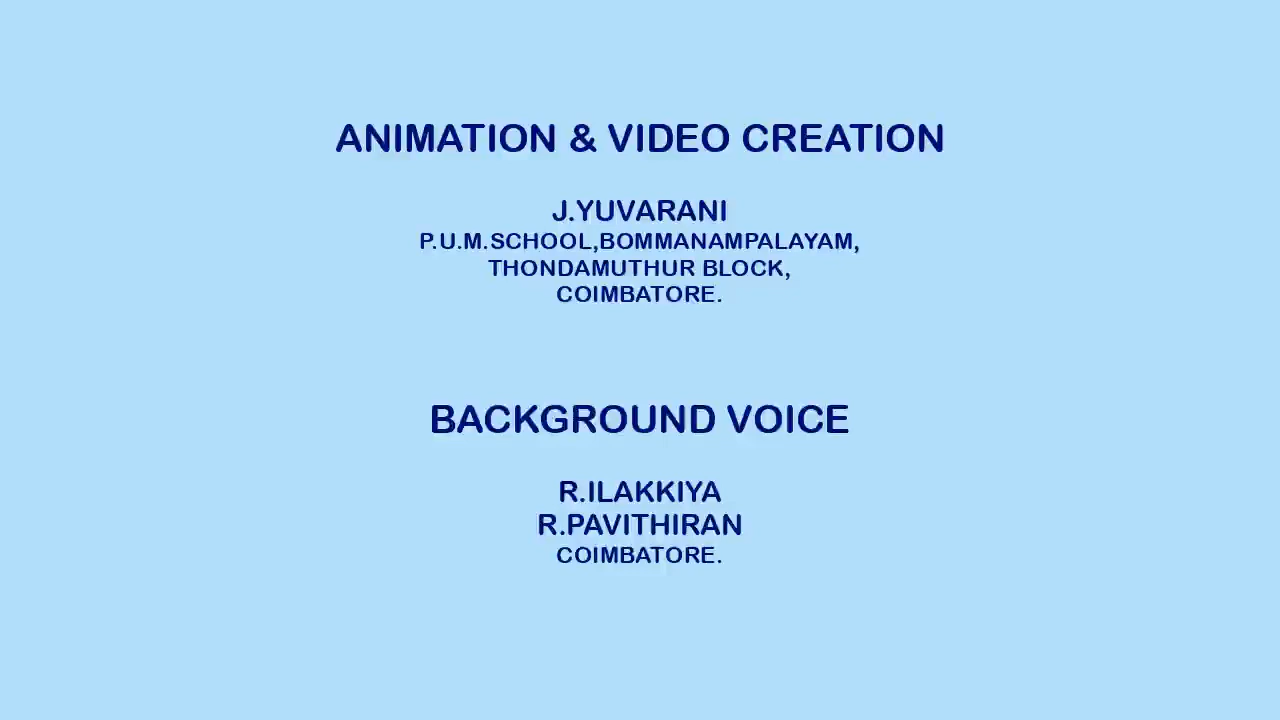 ANIMATION & VIDEO CREATION
J.YUVARANI
P.U.M.SCHOOL,BOMMANAMPALAYAM,
THONDAMUTHUR BLOCK,
COIMBATORE.
BACKGROUND VOICE
R.ILAKKIYA
R.PAVITHIRAN
COIMBATORE.